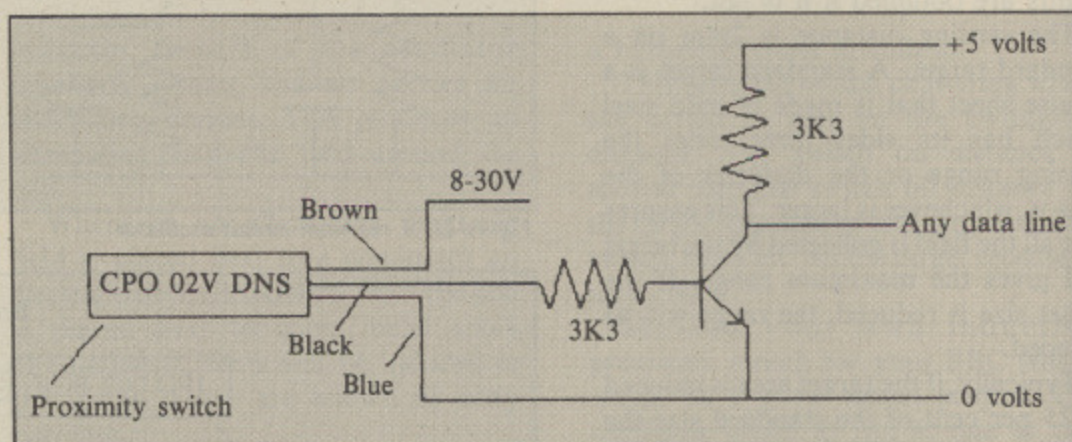 +5 volts
3K3
8-30V
Brown
Any data line
CPO 02V DNS
3K3
Black
Blue
Proximity switch
0 volts